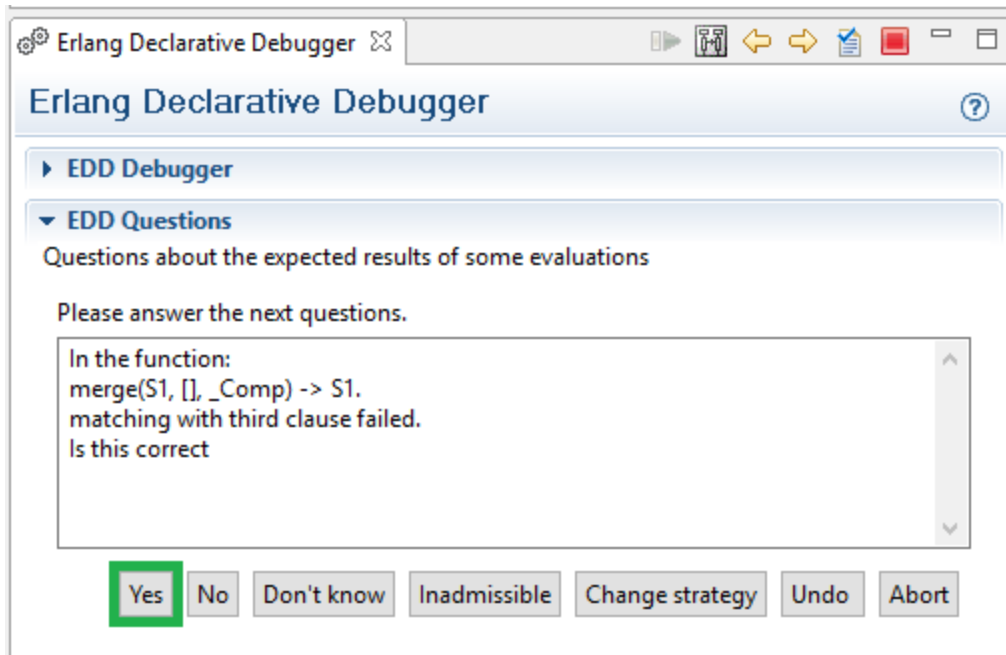 Erlang Declarative Debugger
Erlang Declarative Debugger
EDD Debugger
EDD Questions
Questions about the expected results of some evaluations
Please answer the next questions.
In the function:
merge(S1, [], _Comp) -> S1.
matching with third clause failed.
Is this correct
Yes No Don't know Inadmissible Change strategy Undo Abort